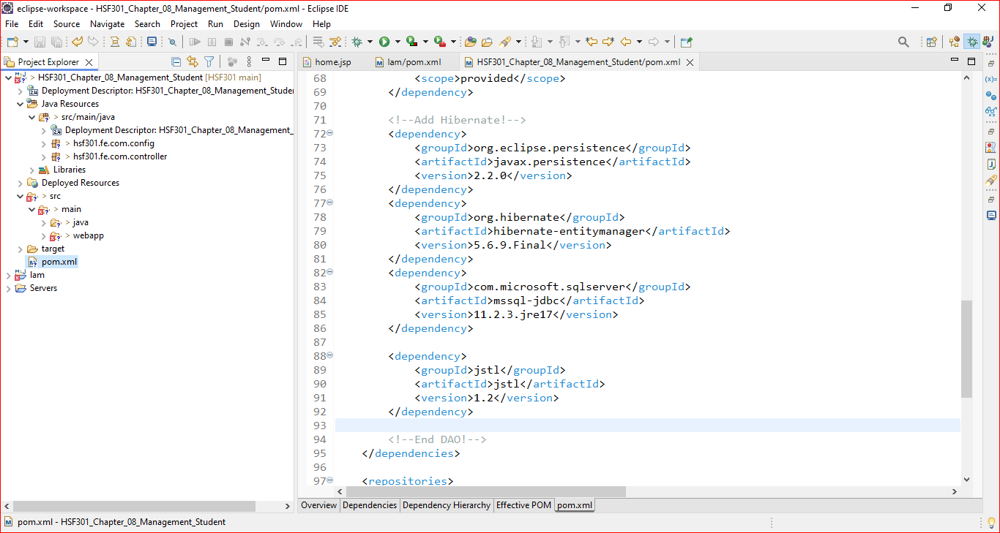 eclipse-workspace - HSF301_Chapter_08_Management_Student/pom.xml - Eclipse IDE
File Edit Source Navigate Search Project Run Design Window Help
Project Explorer
HSF301_Chapter_08_Management_Student [HSF301 main]
Deployment Descriptor: HSF301_Chapter_08_Management_Studen
Java Resources
src/main/java
Deployment Descriptor: HSF301_Chapter_08_Management_
hsf301.fe.com.config
hsf301.fe.com.controller
Libraries
Deployed Resources
src
main
java
webapp
target
pom.xml
lam
Servers
home.jsp lam/pom.xml HSF301_Chapter_08_Management_Student/pom.xml
68 <scope>provided</scope>
69 </dependency>
70
71 <!--Add Hibernate!-->
72 <dependency>
73 <groupId>org.eclipse.persistence</groupId>
74 <artifactId>javax.persistence</artifactId>
75 <version>2.2.0</version>
76 </dependency>
77 <dependency>
78 <groupId>org.hibernate</groupId>
79 <artifactId>hibernate-entitymanager</artifactId>
80 <version>5.6.9.Final</version>
81 </dependency>
82 <dependency>
83 <groupId>com.microsoft.sqlserver</groupId>
84 <artifactId>mssql-jdbc</artifactId>
85 <version>11.2.3.jre17</version>
86 </dependency>
87
88 <dependency>
89 <groupId>jstl</groupId>
90 <artifactId>jstl</artifactId>
91 <version>1.2</version>
92 </dependency>
93
94 <!--End DAO!-->
95 </dependencies>
96
97 <repositories>
Overview Dependencies Dependency Hierarchy Effective POM pom.xml
pom.xml - HSF301_Chapter_08_Management_Student